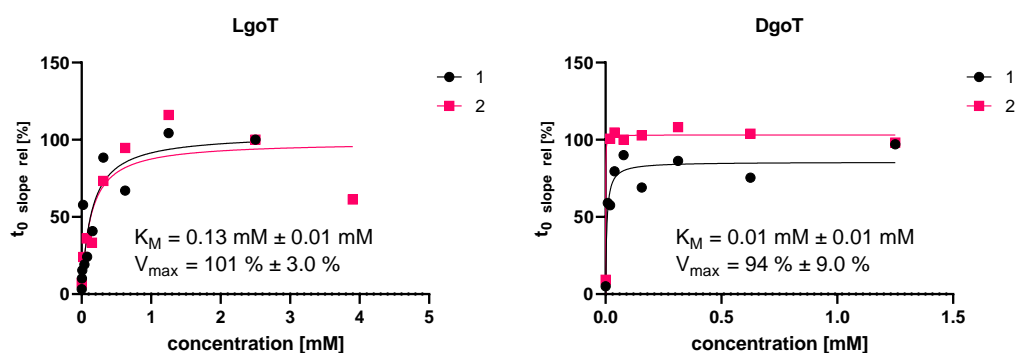 LgoT
150
100
50
0
t0 slope rel [%]
0
1
2
3
4
5
concentration [mM]
KM = 0.13 mM ± 0.01 mM
Vmax = 101 % ± 3.0 %
1
2
DgoT
150
100
50
0
t0 slope rel [%]
0.0
0.5
1.0
1.5
concentration [mM]
KM = 0.01 mM ± 0.01 mM
Vmax = 94 % ± 9.0 %
1
2